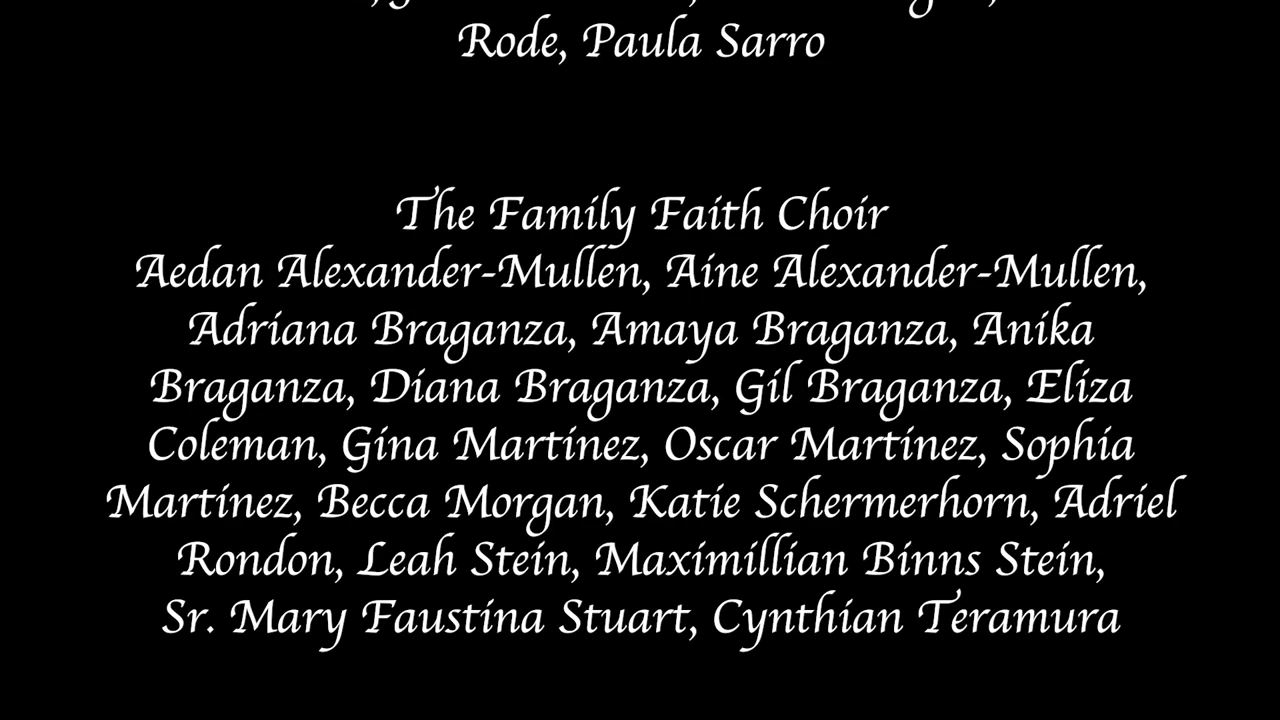 Rode, Paula Sarro
The Family Faith Choir
Aedan Alexander-Mullen, Aine Alexander-Mullen,
Adriana Braganza, Amaya Braganza, Anika
Braganza, Diana Braganza, Gil Braganza, Eliza
Coleman, Gina Martinez, Oscar Martinez, Sophia
Martinez, Becca Morgan, Katie Schermerhorn, Adriel
Rondon, Leah Stein, Maximillian Binns Stein,
Sr. Mary Faustina Stuart, Cynthian Teramura